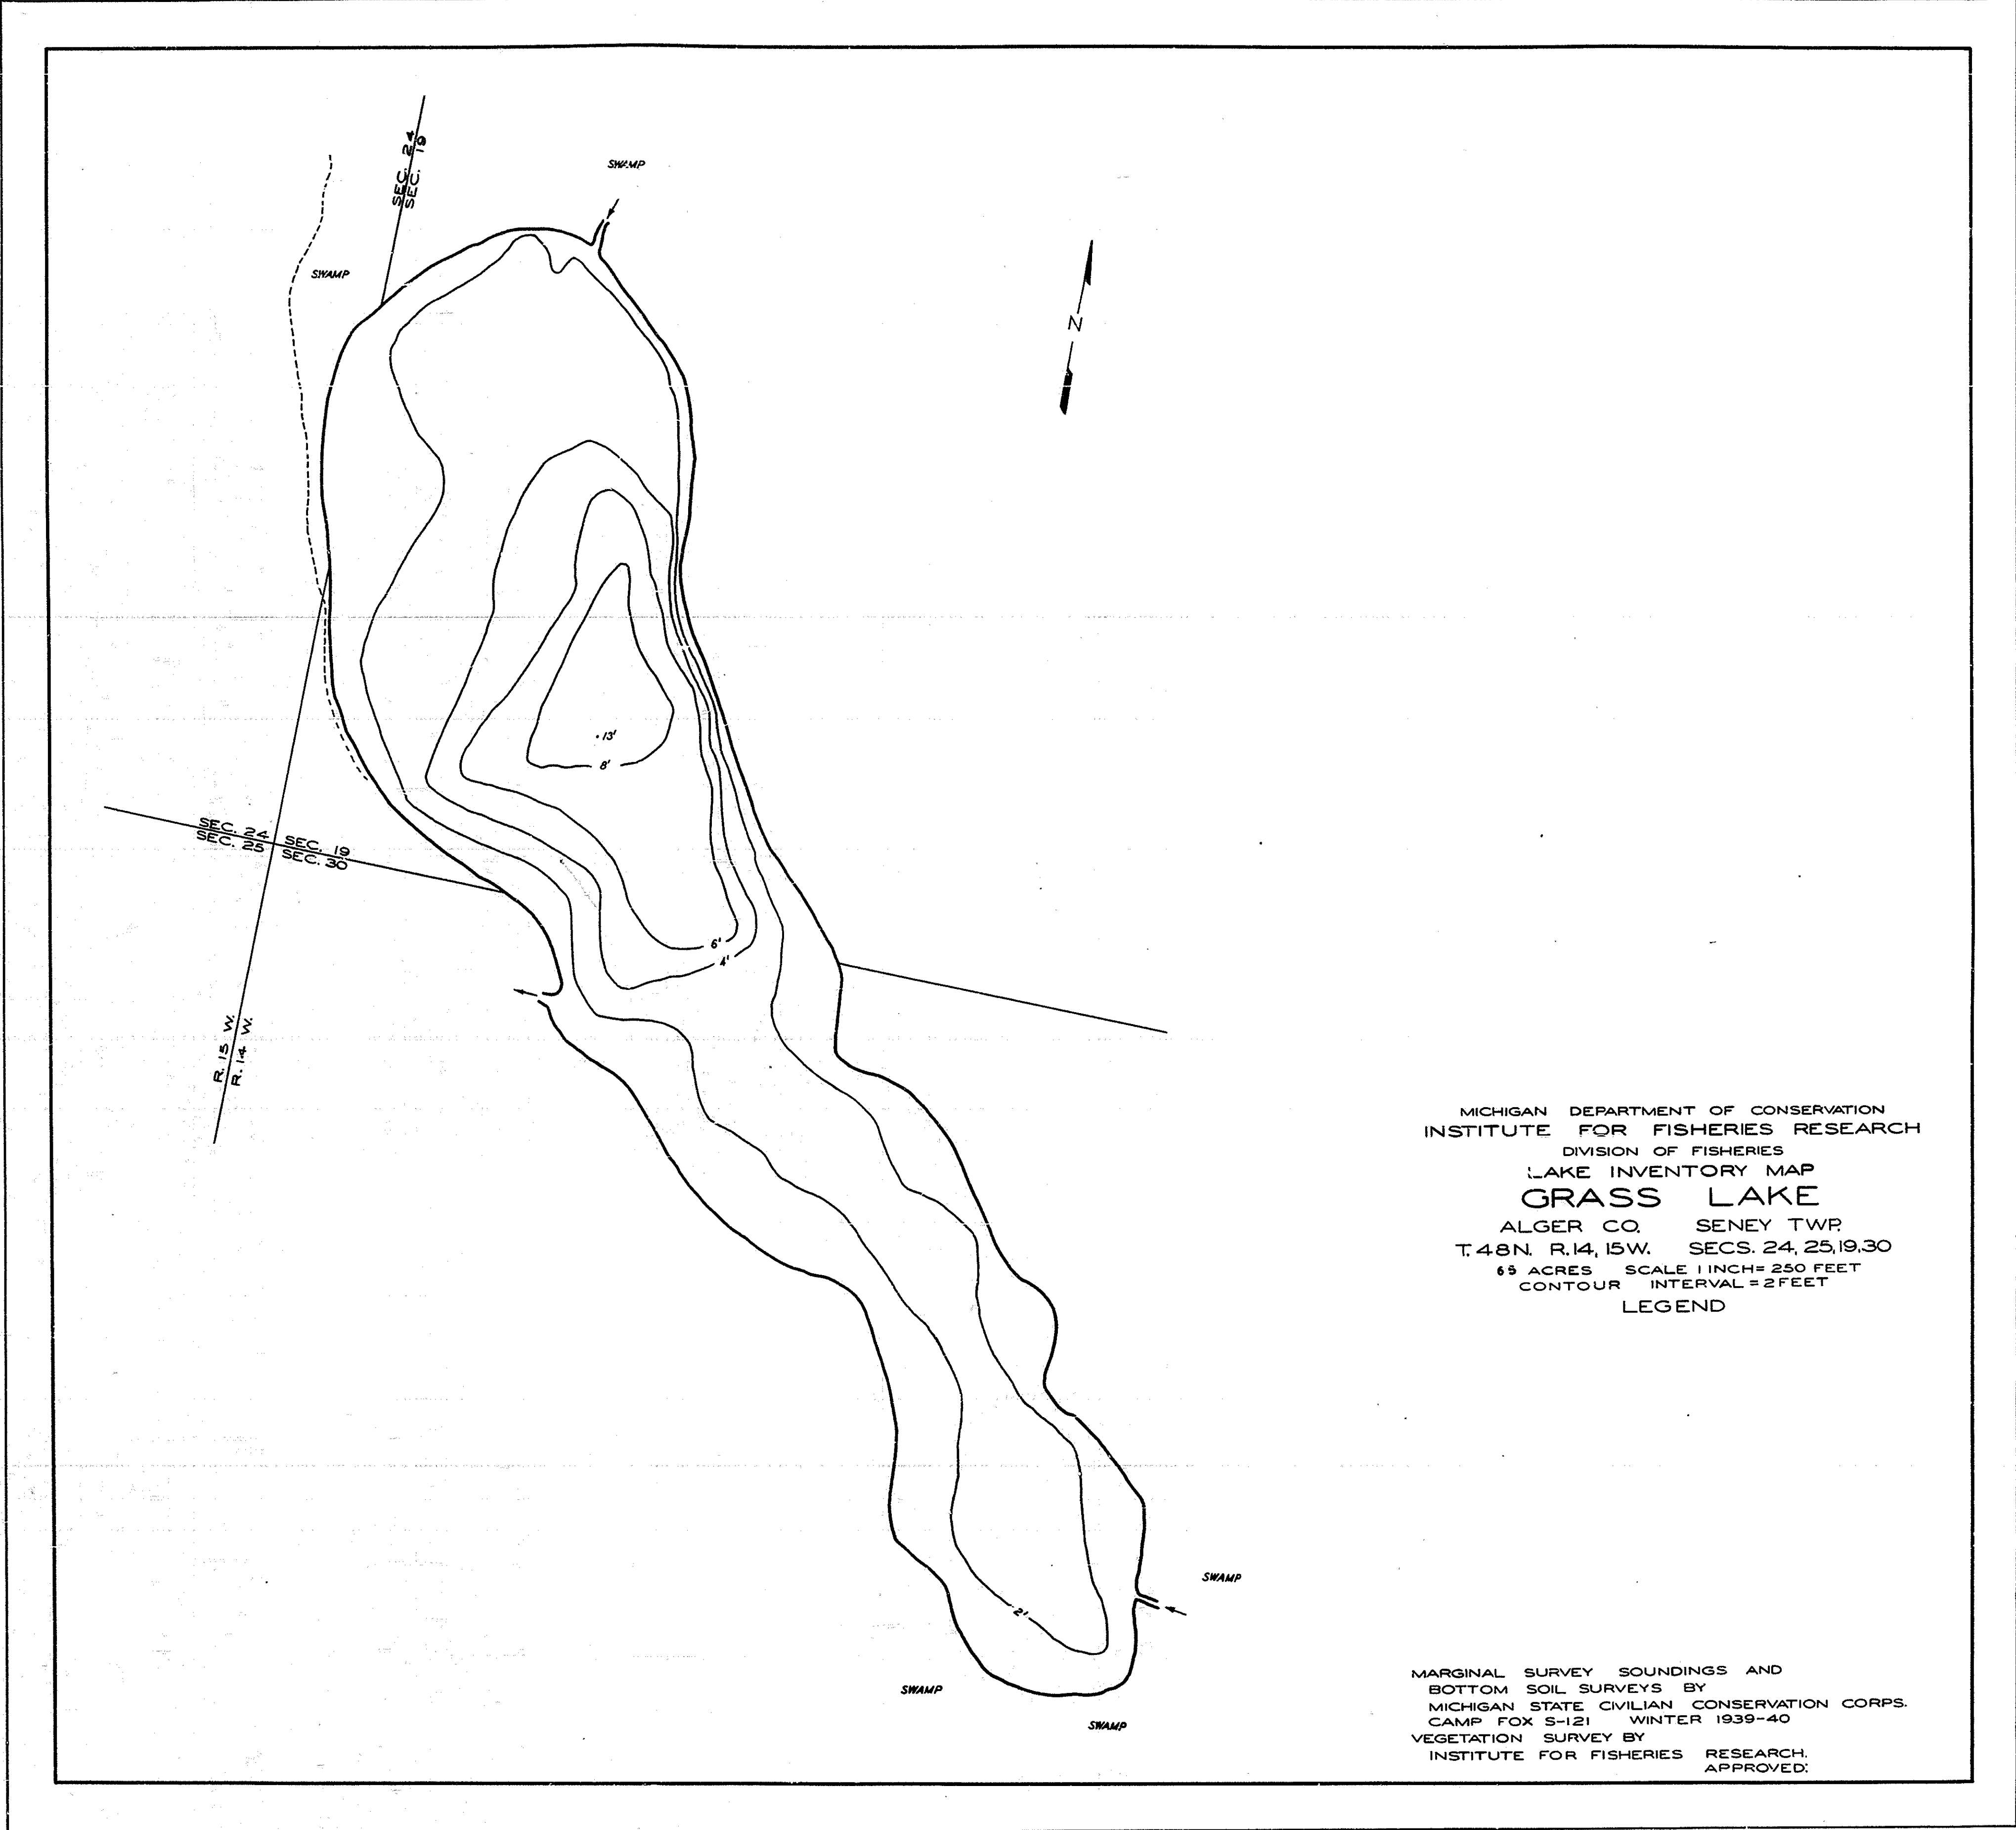 SEC. 24
SEC. 19
SWAMP
SWAMP
N
13'
8'
SEC. 24
SEC. 19
SEC. 25
SEC. 30
6'
4'
R. 15 W.
R. 14 W.
MICHIGAN DEPARTMENT OF CONSERVATION
INSTITUTE FOR FISHERIES RESEARCH
DIVISION OF FISHERIES
LAKE INVENTORY MAP
GRASS LAKE
ALGER CO. SENEY TWP.
T.48N. R.14, 15W. SECS. 24, 25,19,30
ACRES SCALE 1 INCH= 250 FEET
CONTOUR INTERVAL = 2 FEET
LEGEND
SWAMP
2'
SWAMP
SWAMP
MARGINAL SURVEY SOUNDINGS AND
BOTTOM SOIL SURVEYS BY
MICHIGAN STATE CIVILIAN CONSERVATION CORPS.
CAMP FOX S-121 WINTER 1939-40
VEGETATION SURVEY BY
INSTITUTE FOR FISHERIES RESEARCH.
APPROVED: